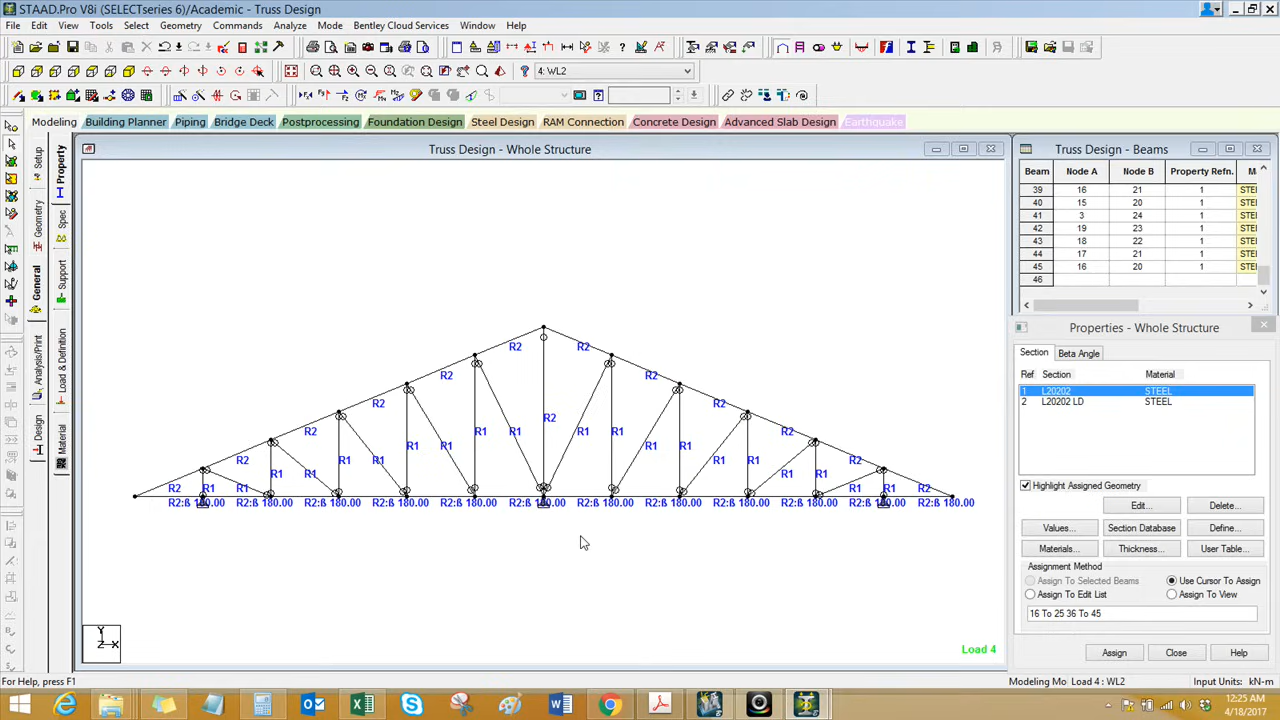 STAAD.Pro V8i (SELECTseries 6)/Academic - Truss Design
File Edit View Tools Select Geometry Commands Analyze Mode Bentley Cloud Services Window Help
4: WL2
Modeling Building Planner Piping Bridge Deck Postprocessing Foundation Design Steel Design RAM Connection Concrete Design Advanced Slab Design Earthquake
Setup
Geometry
General
Analysis/Print
Design
Property
Spec
Support
Load & Definition
Material
Truss Design - Whole Structure
R2 R2
R2 R2
R2 R2 R2
R1 R1 R1 R1
R2 R1 R1 R1 R1 R2
R2 R1 R1 R1 R1 R2
R2 R1 R1 R1 R1 R2
R2 R1 R1 R1 R1 R2
R2:ß 180.00 R2:ß 180.00 R2:ß 180.00 R2:ß 180.00 R2:ß 180.00 R2:ß 180.00 R2:ß 180.00 R2:ß 180.00 R2:ß 180.00 R2:ß 180.00 R2:ß 180.00 R2:ß 180.00
Y
Z X
Load 4
Truss Design - Beams
Beam Node A Node B Property Refn.
39 16 21 1
40 15 20 1
41 3 24 1
42 19 23 1
43 18 22 1
44 17 21 1
45 16 20 1
46
Properties - Whole Structure
Section Beta Angle
Ref Section Material
1 L20202 STEEL
2 L20202 LD STEEL
Highlight Assigned Geometry
Edit... Delete...
Values... Section Database Define...
Materials... Thickness... User Table...
Assignment Method
Assign To Selected Beams Use Cursor To Assign
Assign To Edit List Assign To View
16 To 25 36 To 45
Assign Close Help
For Help, press F1
Modeling Mo Load 4 : WL2 Input Units: kN-m
12:25 AM
4/18/2017